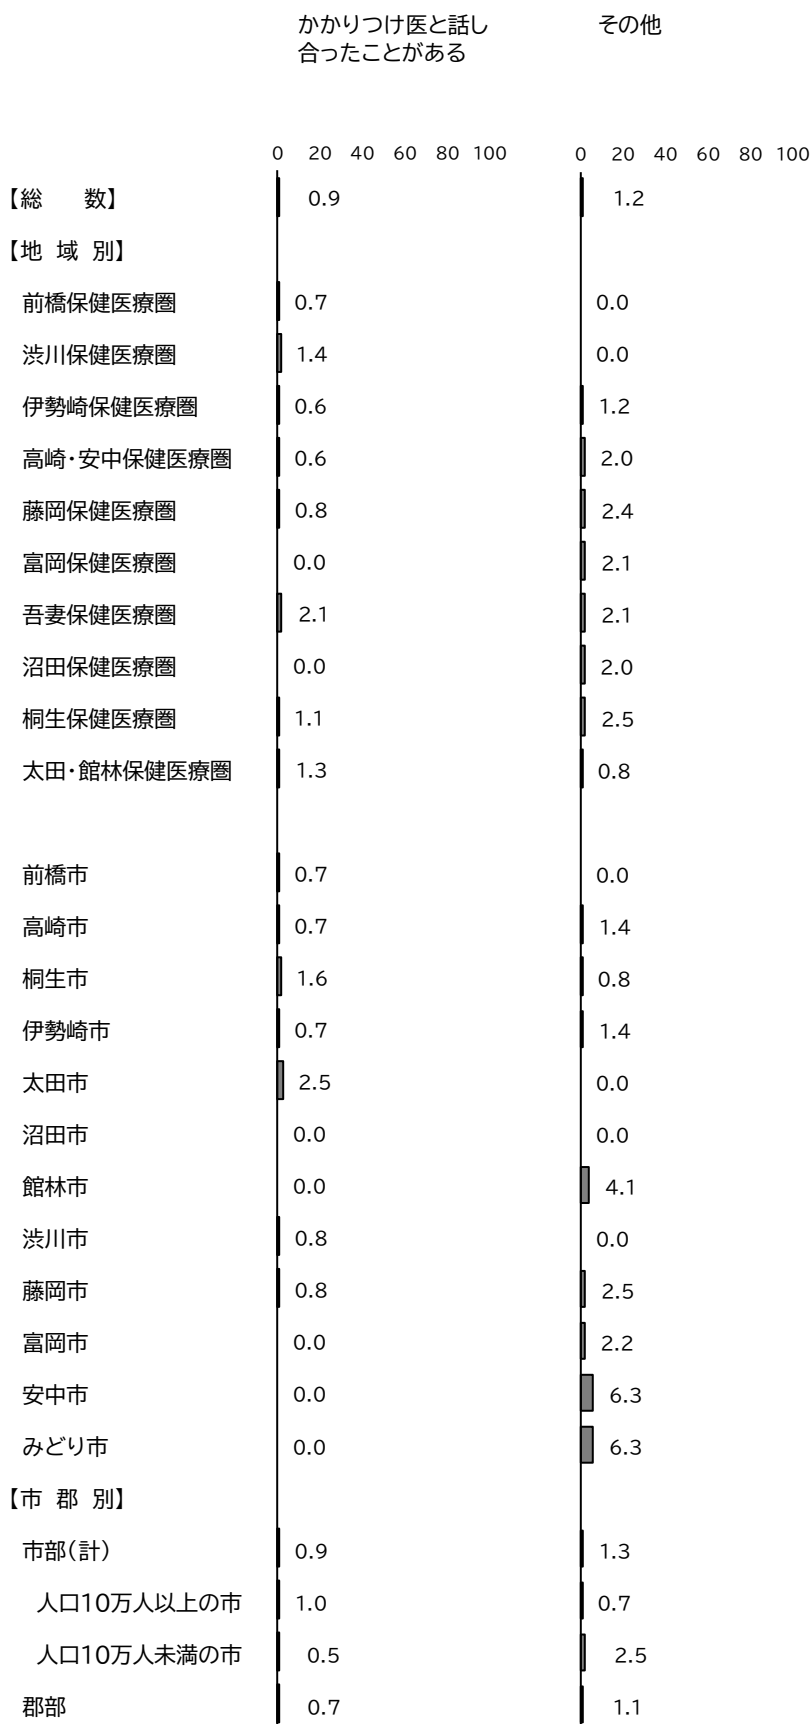 かかりつけ医と話し その他
合ったことがある
0 20 40 60 80 100 0 20 40 60 80 100
【総　　数】 0.9 1.2
【地 域 別】
前橋保健医療圏 0.7 0.0
渋川保健医療圏 1.4 0.0
伊勢崎保健医療圏 0.6 1.2
高崎・安中保健医療圏 0.6 2.0
藤岡保健医療圏 0.8 2.4
富岡保健医療圏 0.0 2.1
吾妻保健医療圏 2.1 2.1
沼田保健医療圏 0.0 2.0
桐生保健医療圏 1.1 2.5
太田・館林保健医療圏 1.3 0.8
前橋市 0.7 0.0
高崎市 0.7 1.4
桐生市 1.6 0.8
伊勢崎市 0.7 1.4
太田市 2.5 0.0
沼田市 0.0 0.0
館林市 0.0 4.1
渋川市 0.8 0.0
藤岡市 0.8 2.5
富岡市 0.0 2.2
安中市 0.0 6.3
みどり市 0.0 6.3
【市 郡 別】
市部(計) 0.9 1.3
人口10万人以上の市 1.0 0.7
人口10万人未満の市 0.5 2.5
郡部 0.7 1.1